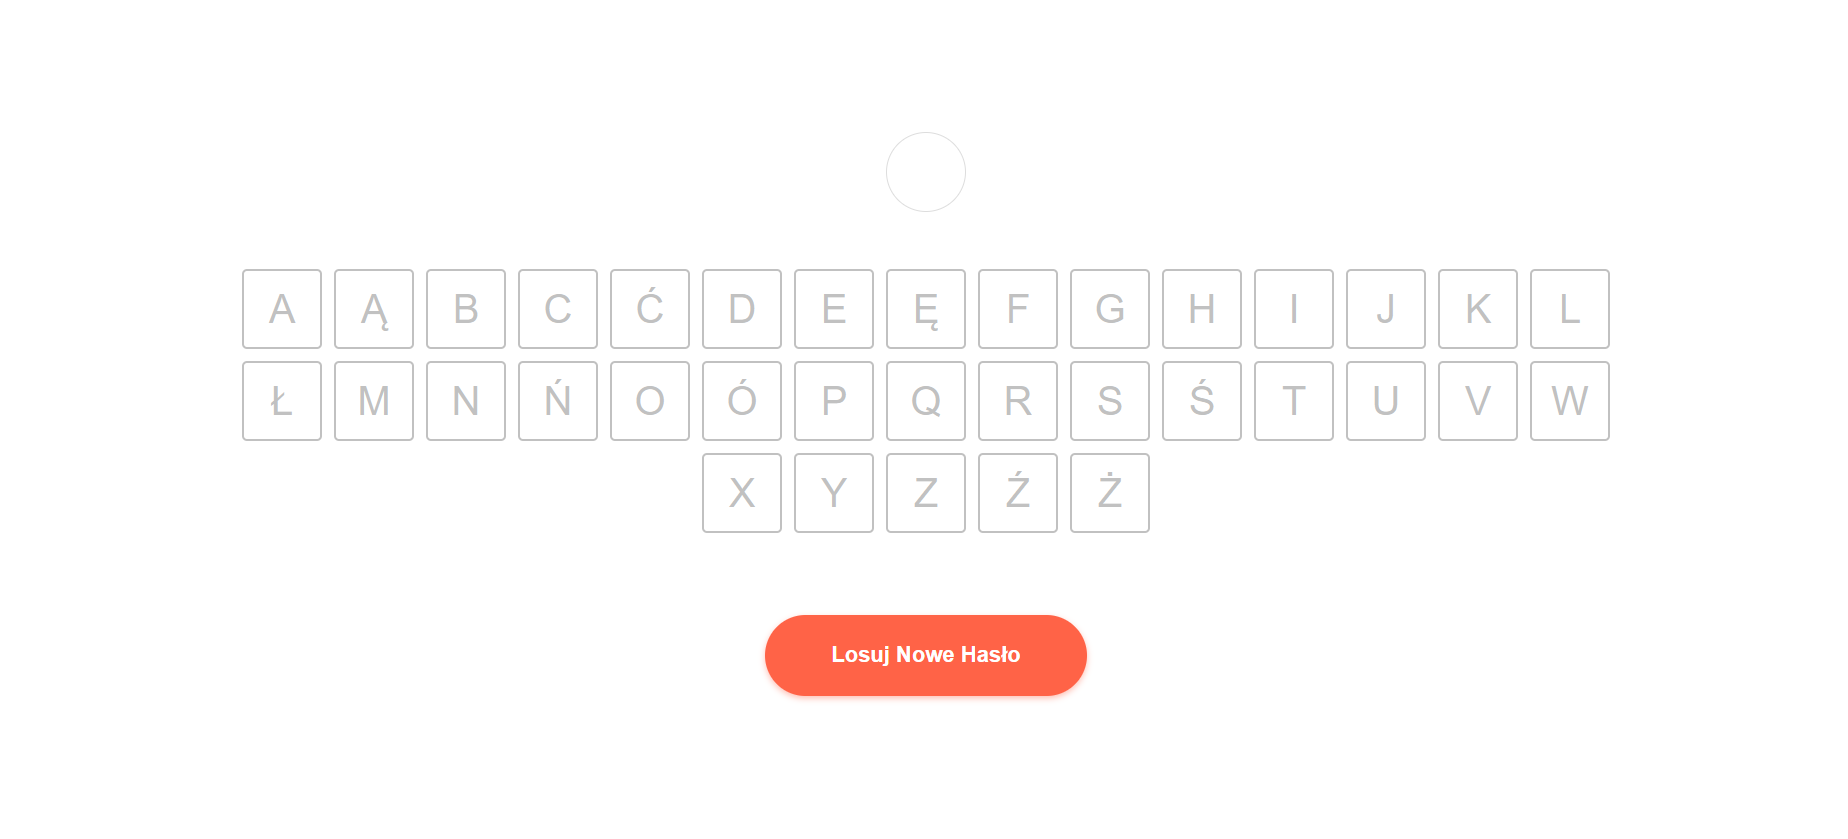 A Ą B C Ć D E Ę F G H I J K L
Ł M N Ń O Ó P Q R S Ś T U V W
X Y Z Ź Ż
Losuj Nowe Hasło